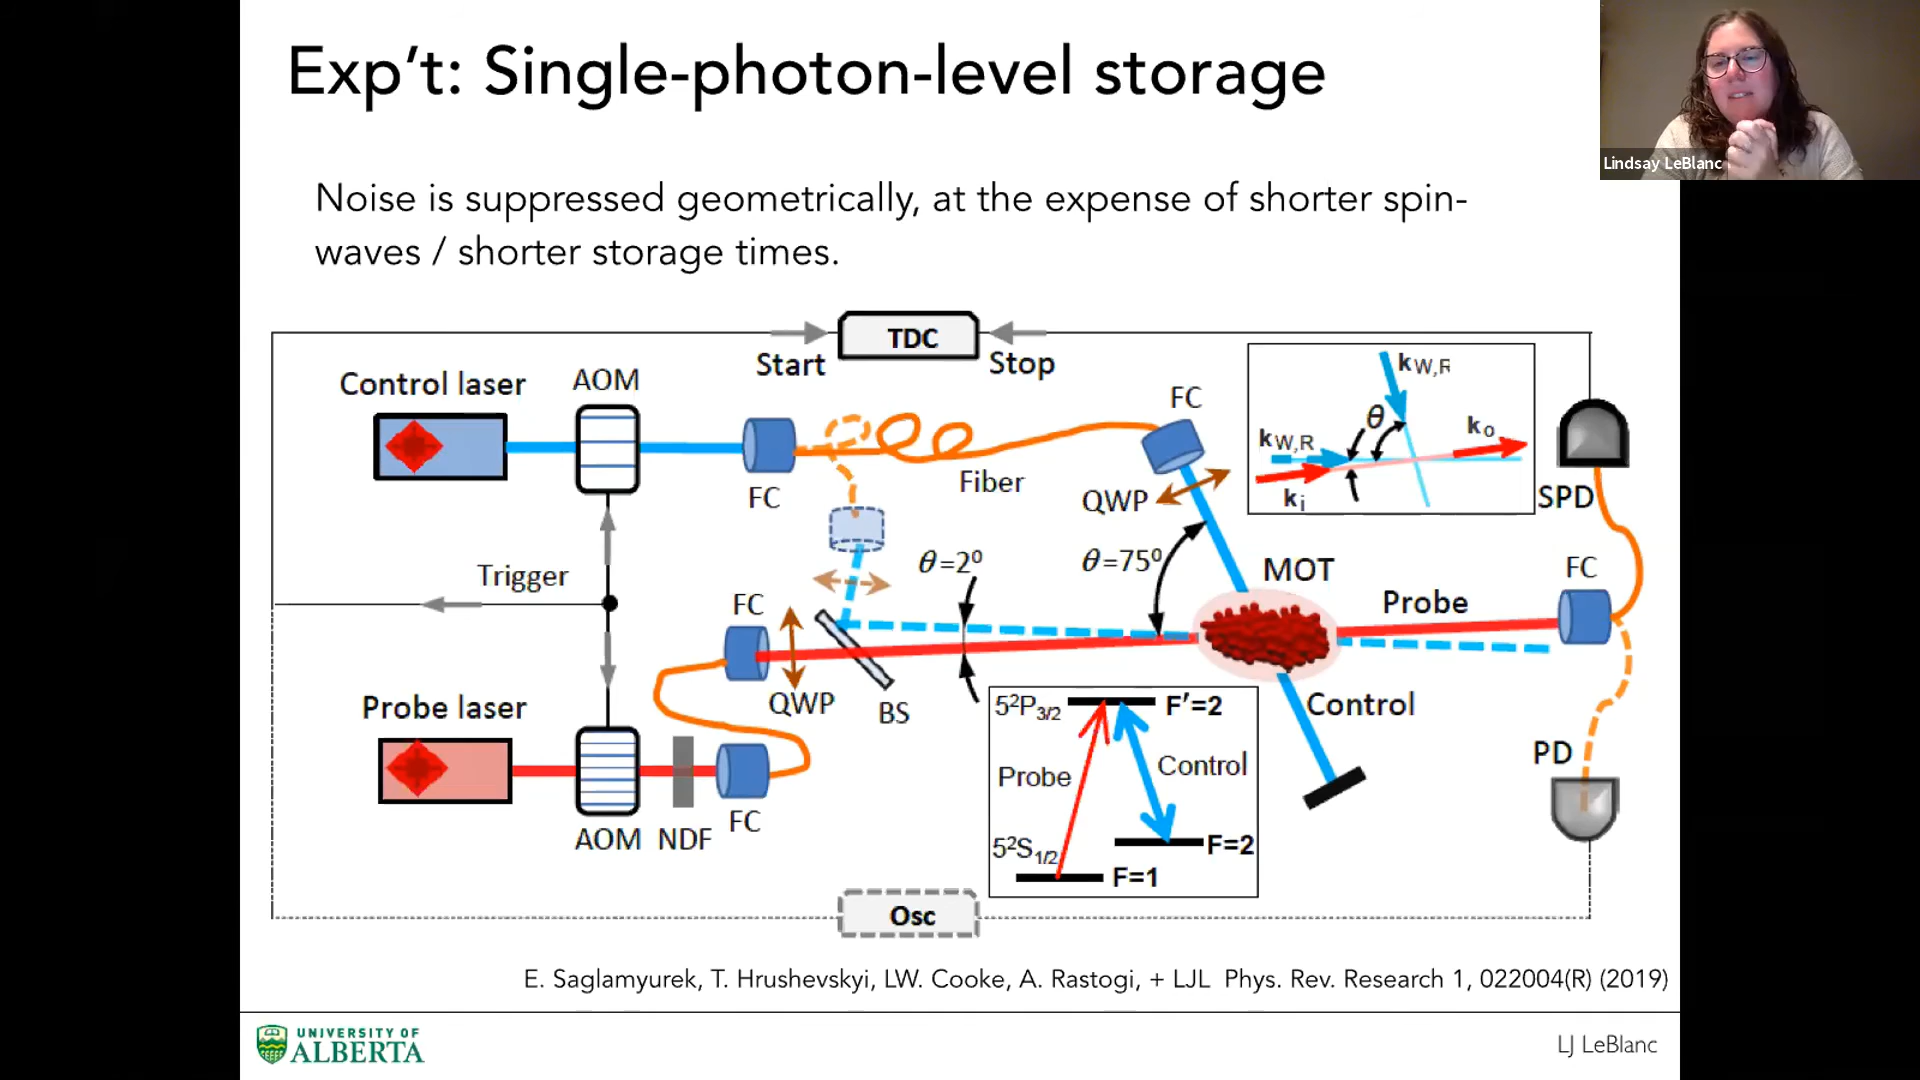 Exp't: Single-photon-level storage
Lindsay LeBlanc
Noise is suppressed geometrically, at the expense of shorter spin-
waves / shorter storage times.
TDC
Start
Stop
Control laser
AOM
FC
Fiber
FC
QWP
k W,R
θ
k W,R
k o
k i
SPD
Trigger
θ=2º
θ=75º
MOT
Probe
FC
FC
QWP
BS
Control
Probe laser
AOM
NDF
FC
5²P3/2
F'=2
Probe
Control
5²S1/2
F=2
F=1
PD
Osc
E. Saglamyurek, T. Hrushevskyi, LW. Cooke, A. Rastogi, + LJL Phys. Rev. Research 1, 022004(R) (2019)
UNIVERSITY OF
ALBERTA
LJ LeBlanc